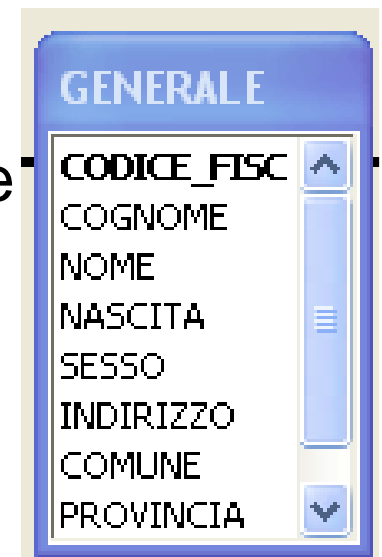 GENERALE
e
CODICE_FISC
COGNOME
NOME
NASCITA
SESSO
INDIRIZZO
COMUNE
PROVINCIA